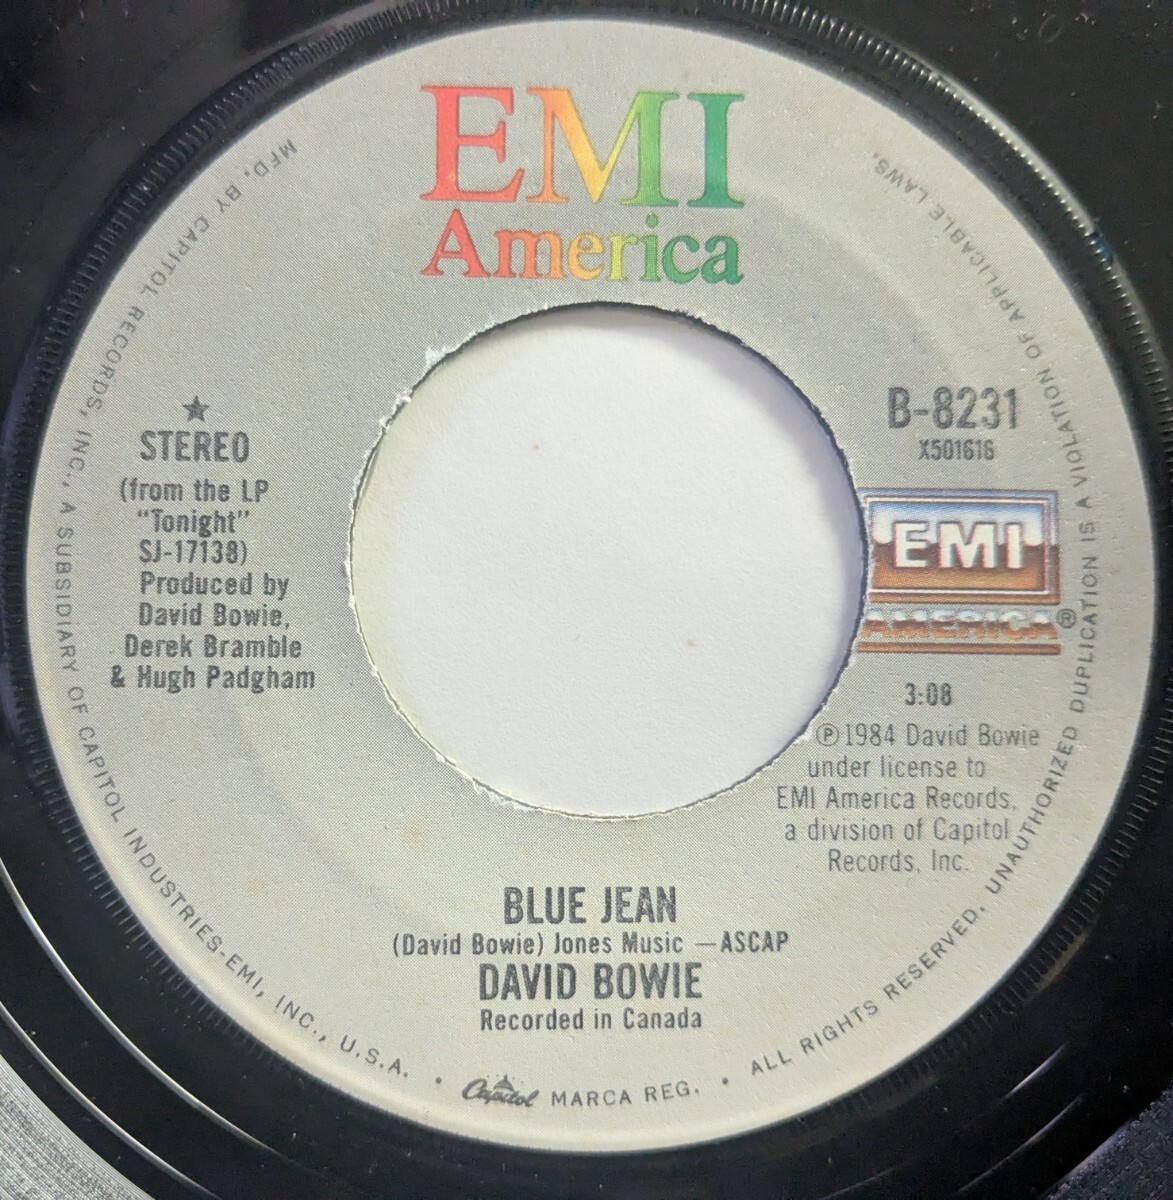 EMI
America
★
STEREO
(from the LP
"Tonight"
SJ-17138)
Produced by
David Bowie,
Derek Bramble
& Hugh Padgham
B-8231
X501616
EMI
AMERICA®
3:08
℗1984 David Bowie
under license to
EMI America Records,
a division of Capitol
Records, Inc.
BLUE JEAN
(David Bowie) Jones Music —ASCAP
DAVID BOWIE
Recorded in Canada
MFD. BY CAPITOL RECORDS, INC., A SUBSIDIARY OF CAPITOL INDUSTRIES-EMI, INC., U.S.A. • Capitol MARCA REG. • ALL RIGHTS RESERVED. UNAUTHORIZED DUPLICATION IS A VIOLATION OF APPLICABLE LAWS.